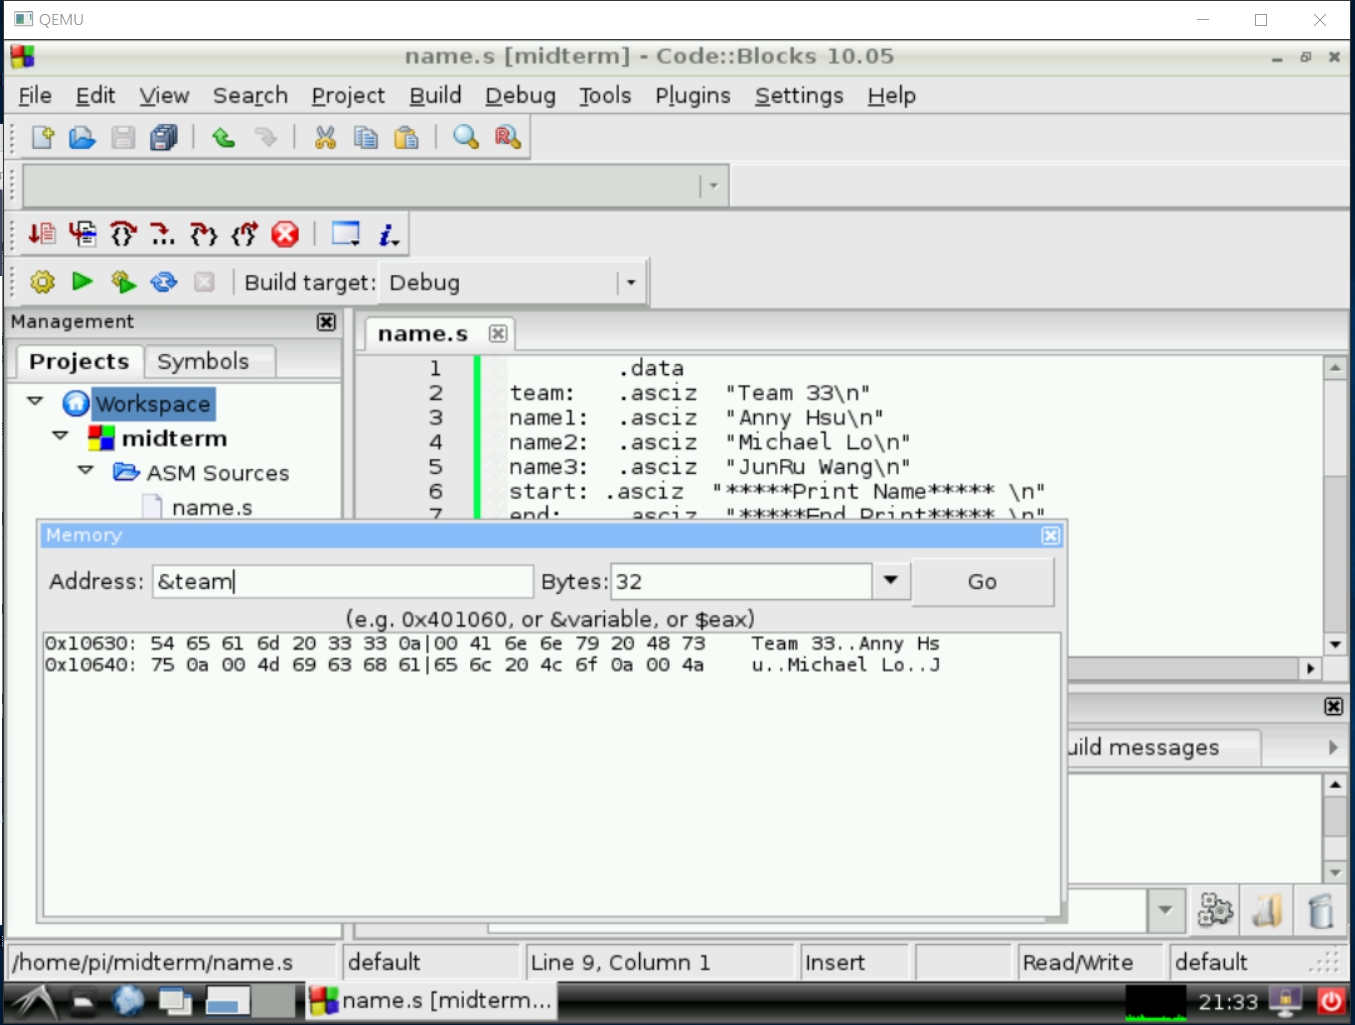 QEMU
name.s [midterm] - Code::Blocks 10.05
File Edit View Search Project Build Debug Tools Plugins Settings Help
Build target: Debug
Management
Projects Symbols
Workspace
midterm
ASM Sources
name.s
name.s
1 .data
2 team: .asciz "Team 33\n"
3 name1: .asciz "Anny Hsu\n"
4 name2: .asciz "Michael Lo\n"
5 name3: .asciz "JunRu Wang\n"
6 start: .asciz "*****Print Name***** \n"
7 end: .asciz "*****End Print***** \n"
Memory
Address: &team Bytes: 32 Go
(e.g. 0x401060, or &variable, or $eax)
0x10630: 54 65 61 6d 20 33 33 0a|00 41 6e 6e 79 20 48 73 Team 33..Anny Hs
0x10640: 75 0a 00 4d 69 63 68 61|65 6c 20 4c 6f 0a 00 4a u..Michael Lo..J
uild messages
/home/pi/midterm/name.s default Line 9, Column 1 Insert Read/Write default
name.s [midterm... 21:33